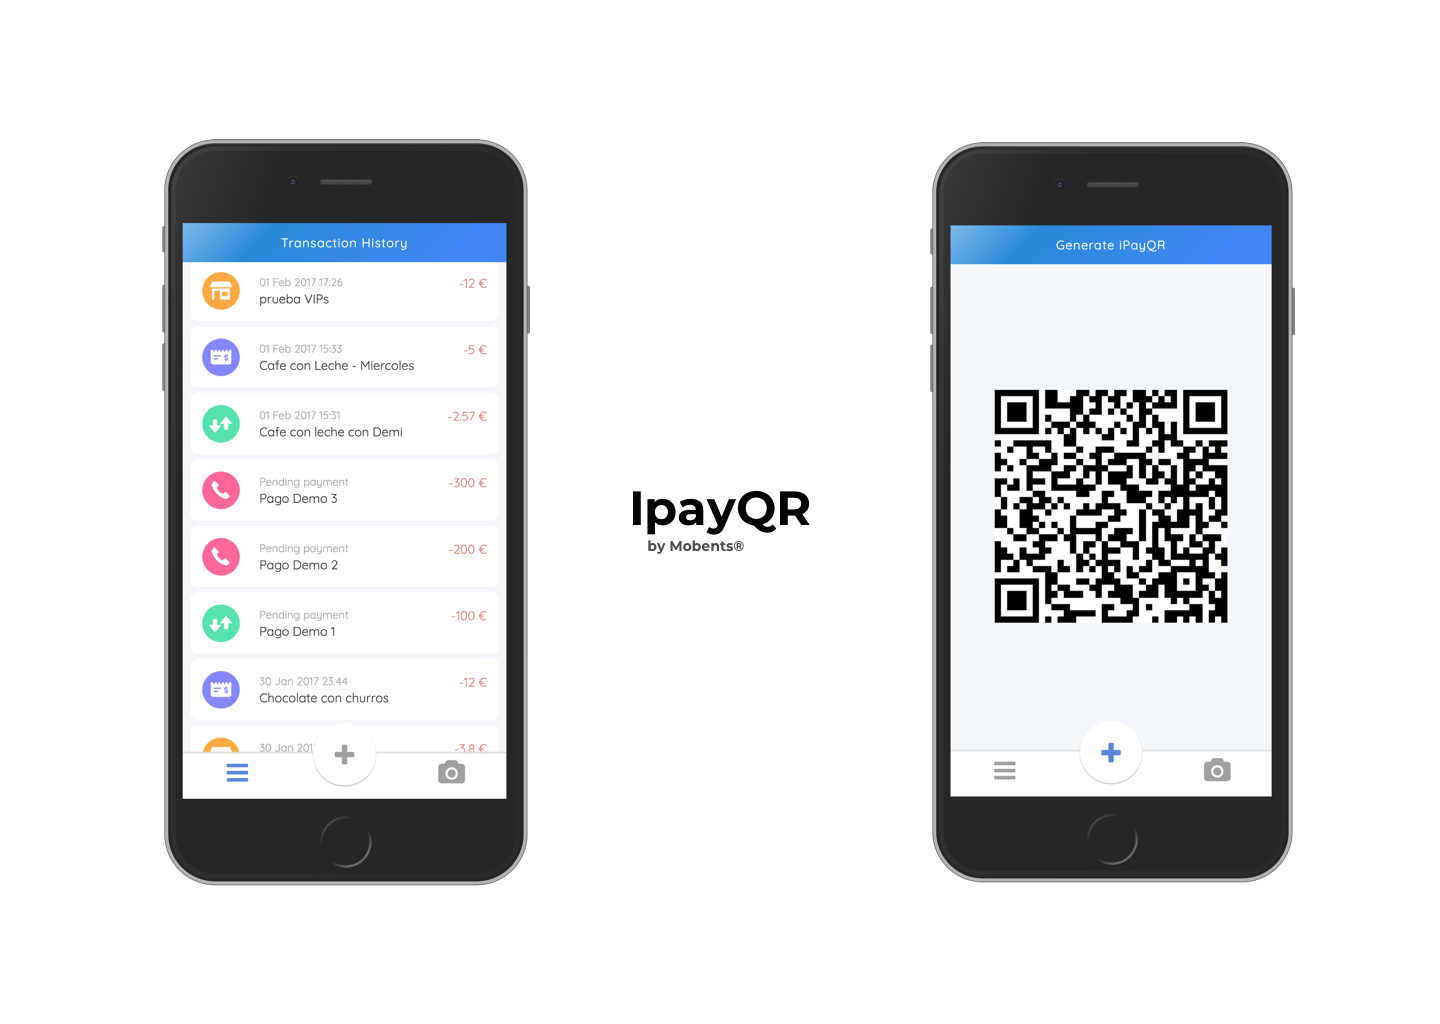 Transaction History
01 Feb 2017 17:26
-12 €
prueba VIPs
01 Feb 2017 15:33
-5 €
Cafe con Leche - Miercoles
01 Feb 2017 15:31
-2.57 €
Cafe con leche con Demi
Pending payment
-300 €
Pago Demo 3
Pending payment
-200 €
Pago Demo 2
Pending payment
-100 €
Pago Demo 1
30 Jan 2017 23:44
-12 €
Chocolate con churros
30 Jan 201
-3.8 €
IpayQR
by Mobents®
Generate iPayQR